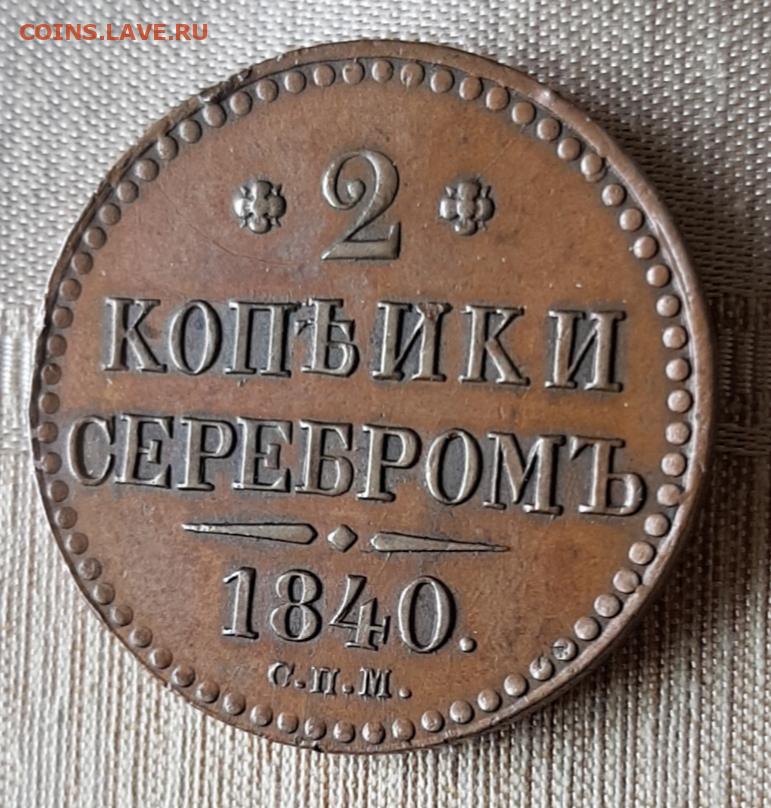 COINS.LAVE.RU
2
КОПѢЙКИ
СЕРЕБРОМЪ
1840.
С.П.М.